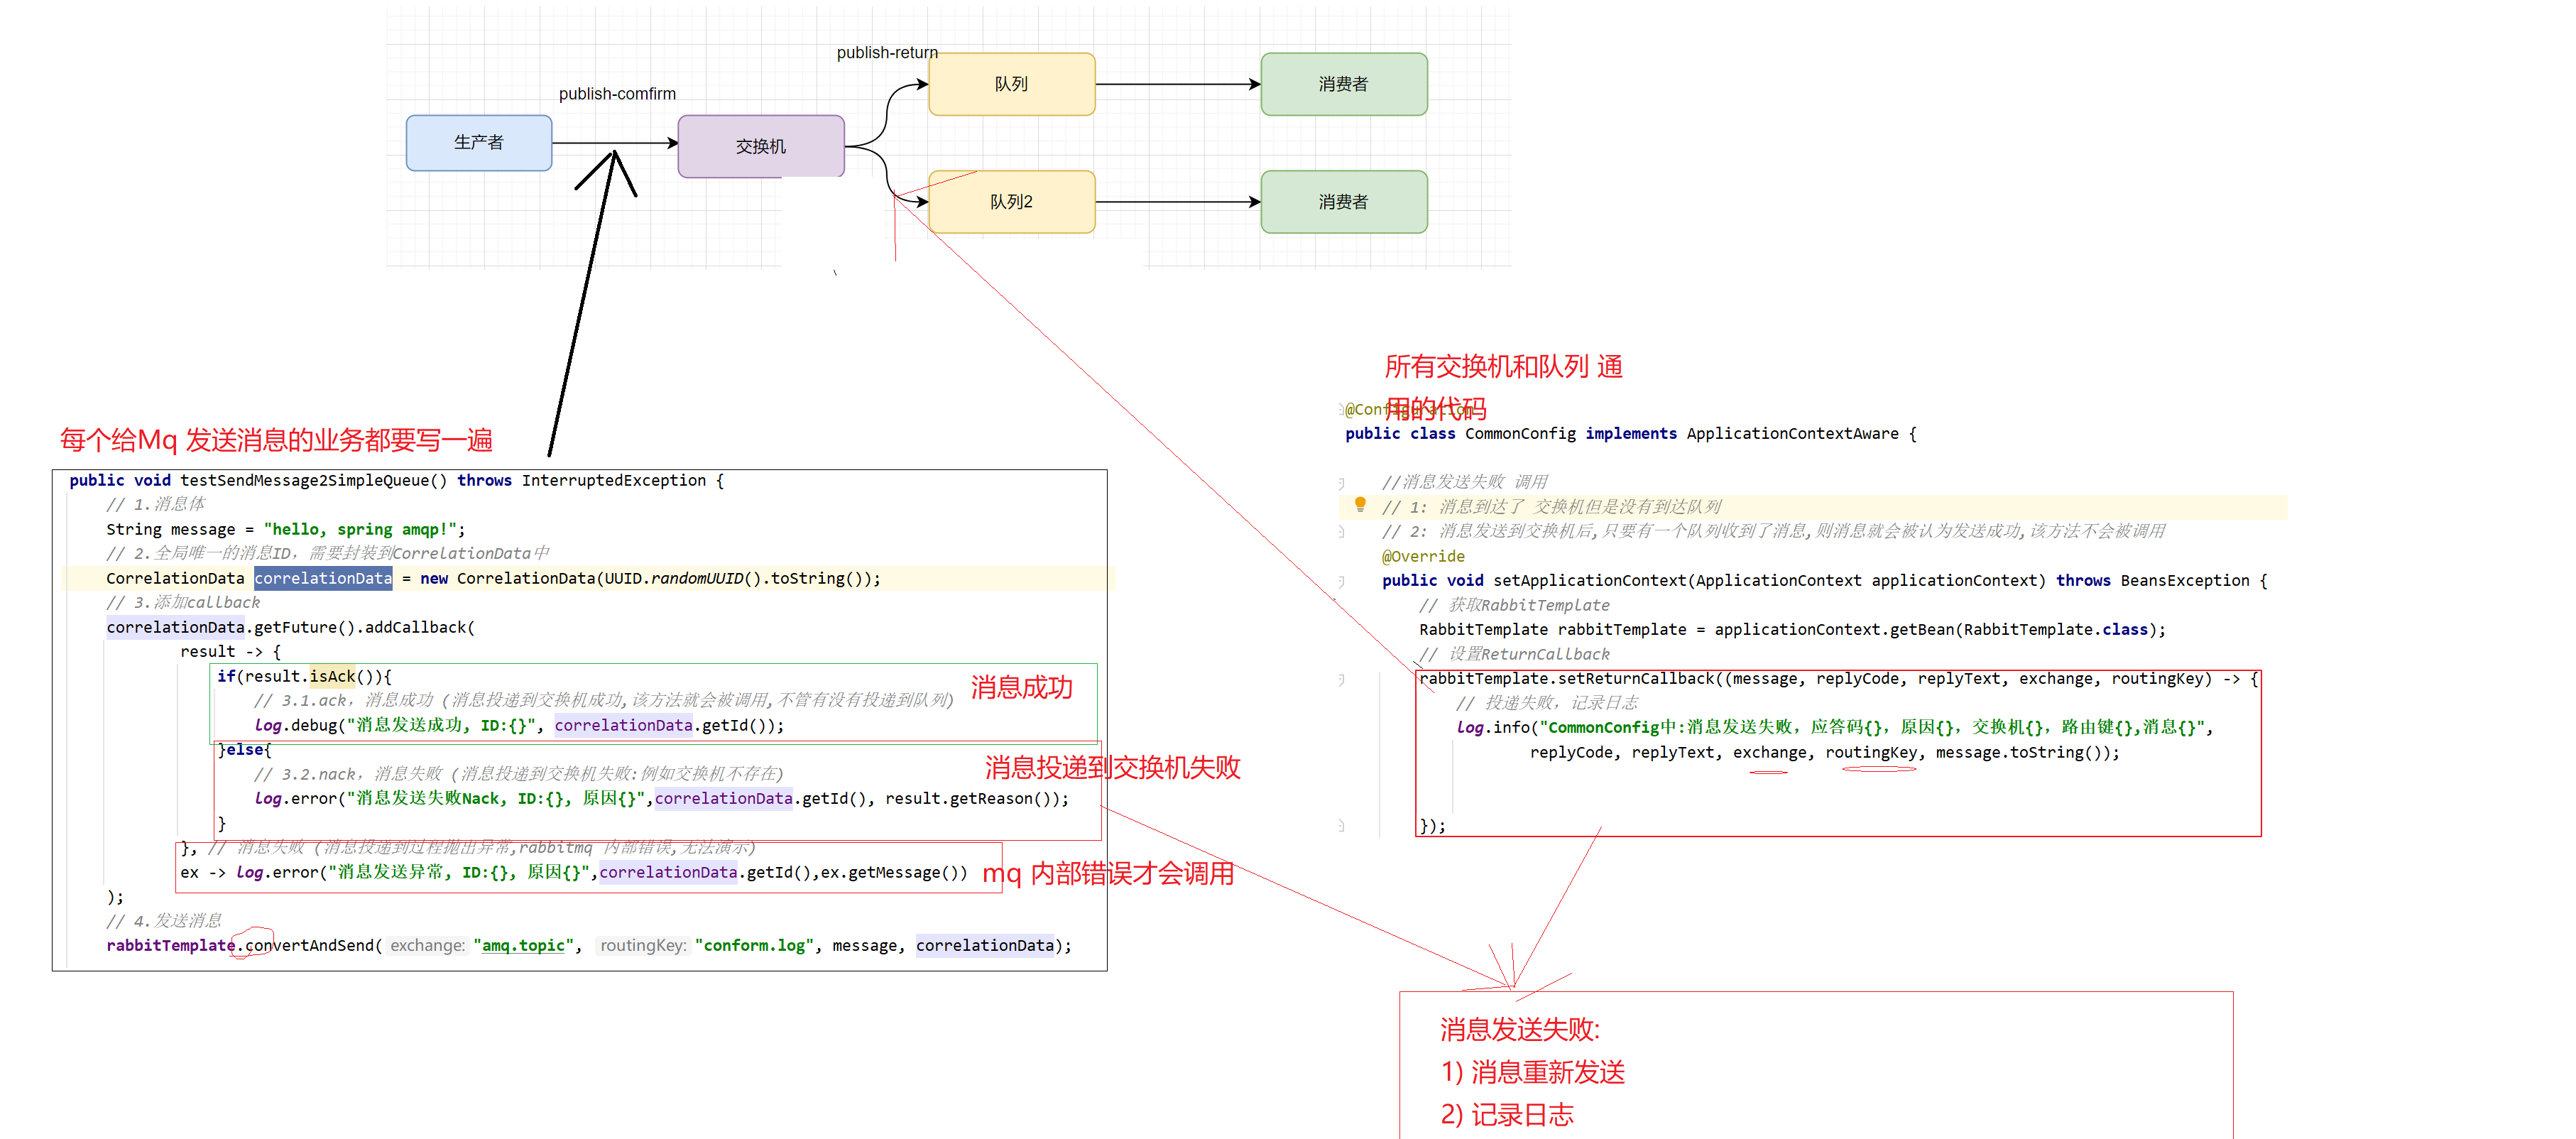 publish-return
队列
消费者
publish-comfirm
生产者
交换机
队列2
消费者
每个给Mq 发送消息的业务都要写一遍
public void testSendMessage2SimpleQueue() throws InterruptedException {
// 1.消息体
String message = "hello, spring amqp!";
// 2.全局唯一的消息ID，需要封装到CorrelationData中
CorrelationData correlationData = new CorrelationData(UUID.randomUUID().toString());
// 3.添加callback
correlationData.getFuture().addCallback(
result -> {
if(result.isAck()){
// 3.1.ack，消息成功 (消息投递到交换机成功,该方法就会被调用,不管有没有投递到队列)
log.debug("消息发送成功, ID:{}", correlationData.getId());
}else{
// 3.2.nack，消息失败 (消息投递到交换机失败:例如交换机不存在)
log.error("消息发送失败Nack, ID:{}, 原因{}",correlationData.getId(), result.getReason());
}
}, // 消息失败 (消息投递到过程抛出异常,rabbitmq 内部错误,无法演示)
ex -> log.error("消息发送异常, ID:{}, 原因{}",correlationData.getId(),ex.getMessage())
);
// 4.发送消息
rabbitTemplate.convertAndSend( exchange: "amq.topic", routingKey: "conform.log", message, correlationData);
消息成功
消息投递到交换机失败
mq 内部错误才会调用
所有交换机和队列 通
用的代码
@Configuration
public class CommonConfig implements ApplicationContextAware {
//消息发送失败 调用
// 1: 消息到达了 交换机但是没有到达队列
// 2: 消息发送到交换机后,只要有一个队列收到了消息,则消息就会被认为发送成功,该方法不会被调用
@Override
public void setApplicationContext(ApplicationContext applicationContext) throws BeansException {
// 获取RabbitTemplate
RabbitTemplate rabbitTemplate = applicationContext.getBean(RabbitTemplate.class);
// 设置ReturnCallback
rabbitTemplate.setReturnCallback((message, replyCode, replyText, exchange, routingKey) -> {
// 投递失败，记录日志
log.info("CommonConfig中:消息发送失败，应答码{}，原因{}，交换机{}，路由键{},消息{}",
replyCode, replyText, exchange, routingKey, message.toString());
});
消息发送失败:
1) 消息重新发送
2) 记录日志